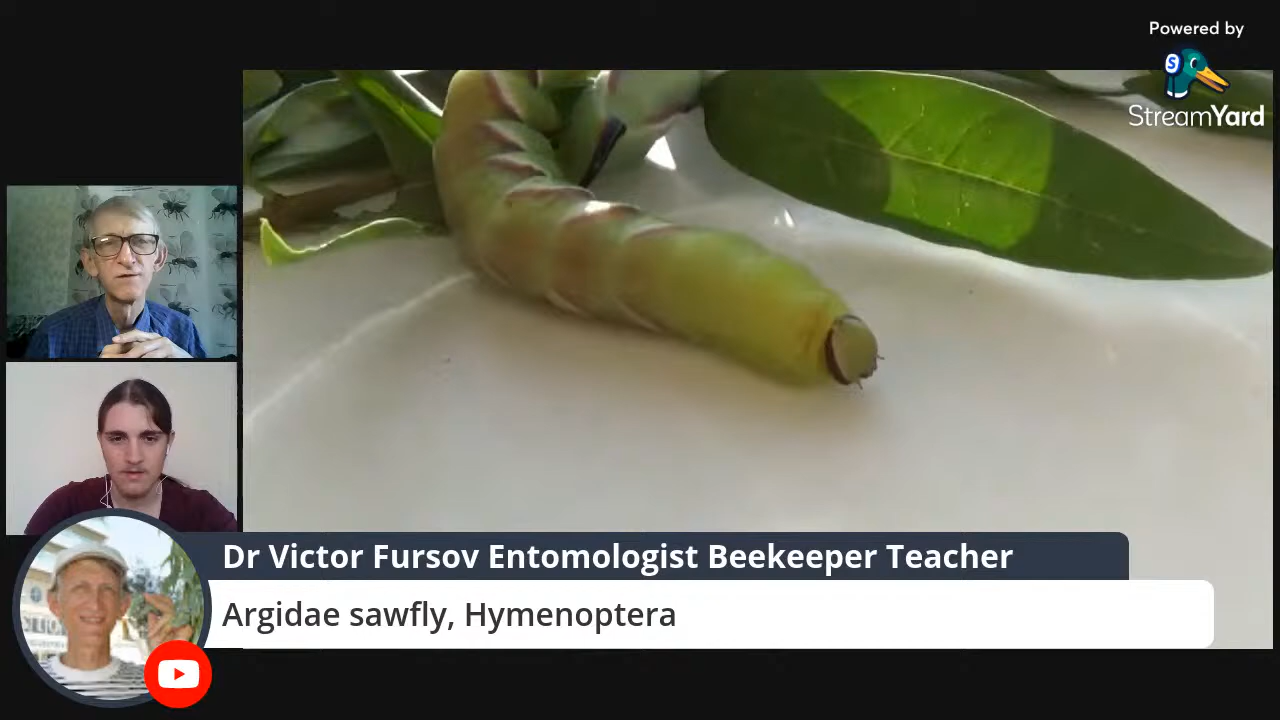 Powered by
S
StreamYard
Dr Victor Fursov Entomologist Beekeeper Teacher
Argidae sawfly, Hymenoptera